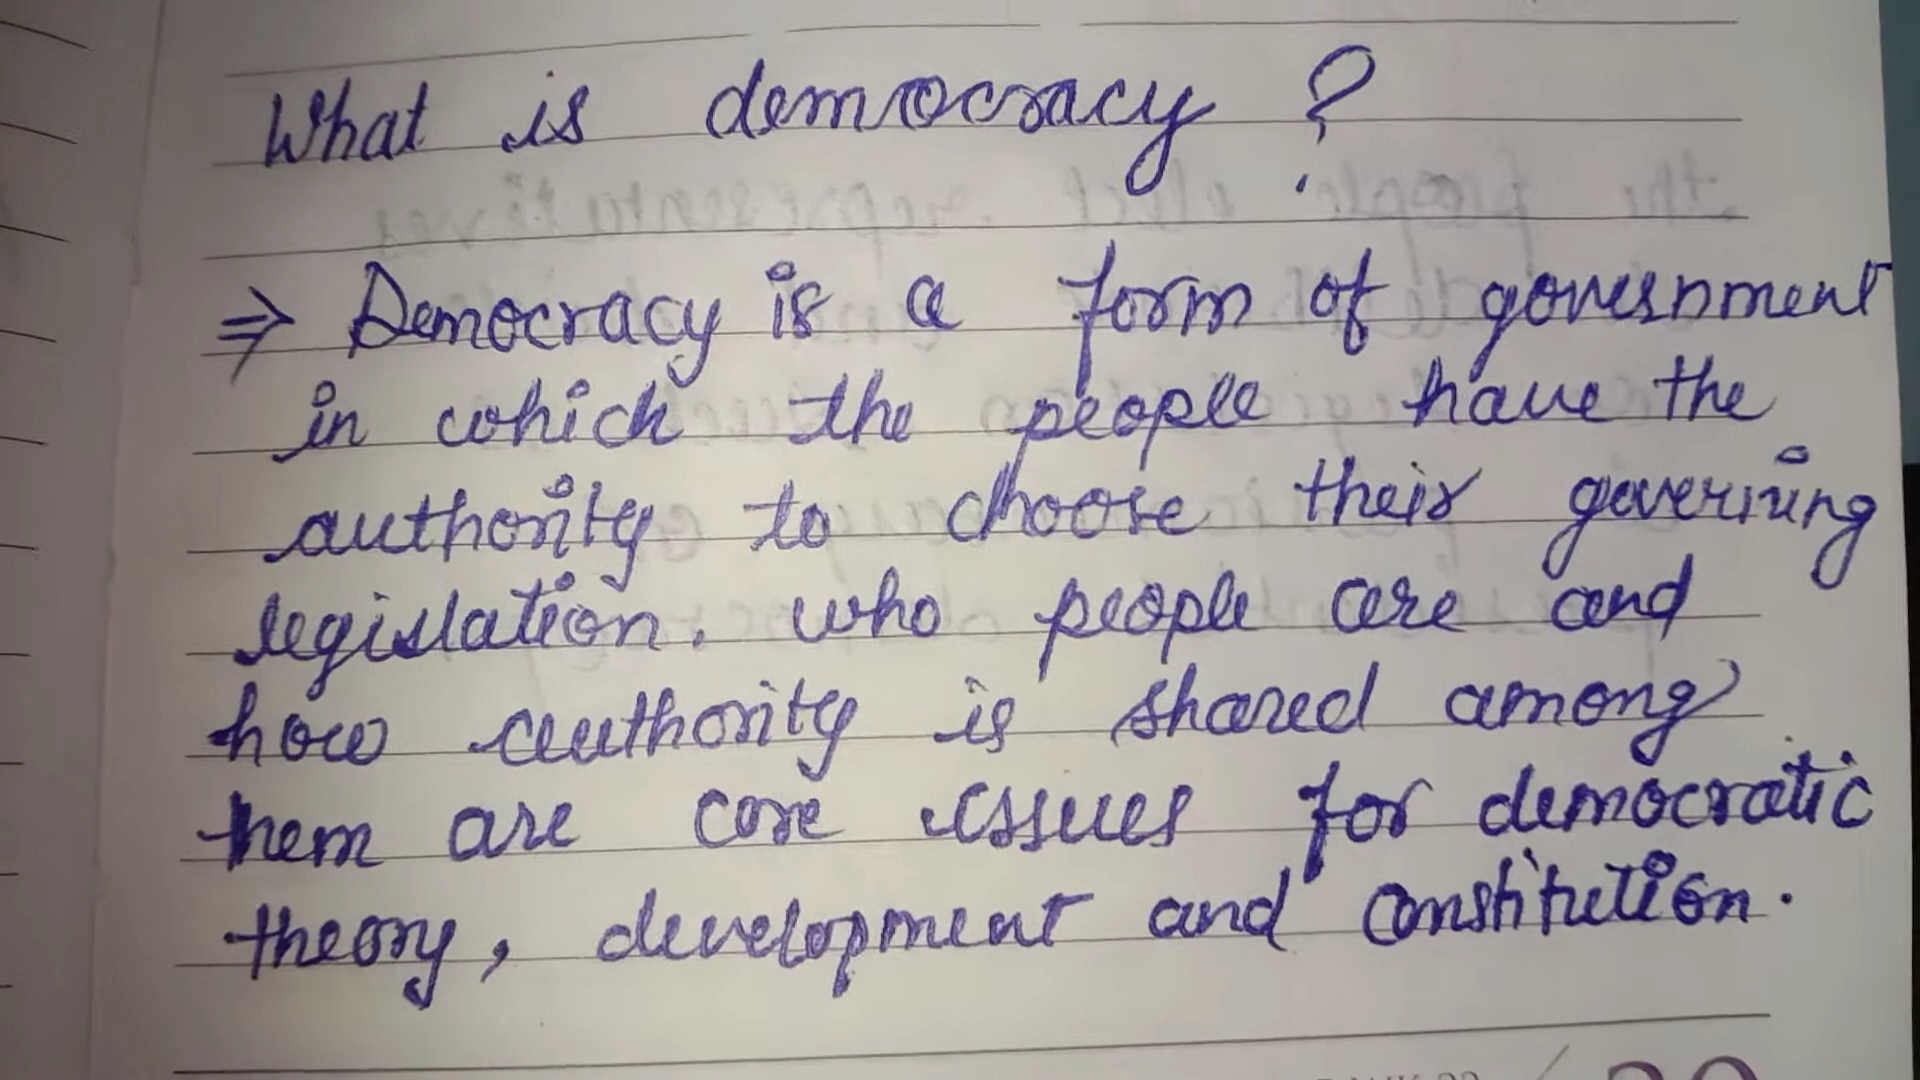 What is democracy ?
⇒ Democracy is a form of government
in which the people have the
authority to choose their governing
legislation. who people are and
how authority is shared among
them are core issues for democratic
theory, development and constitution.